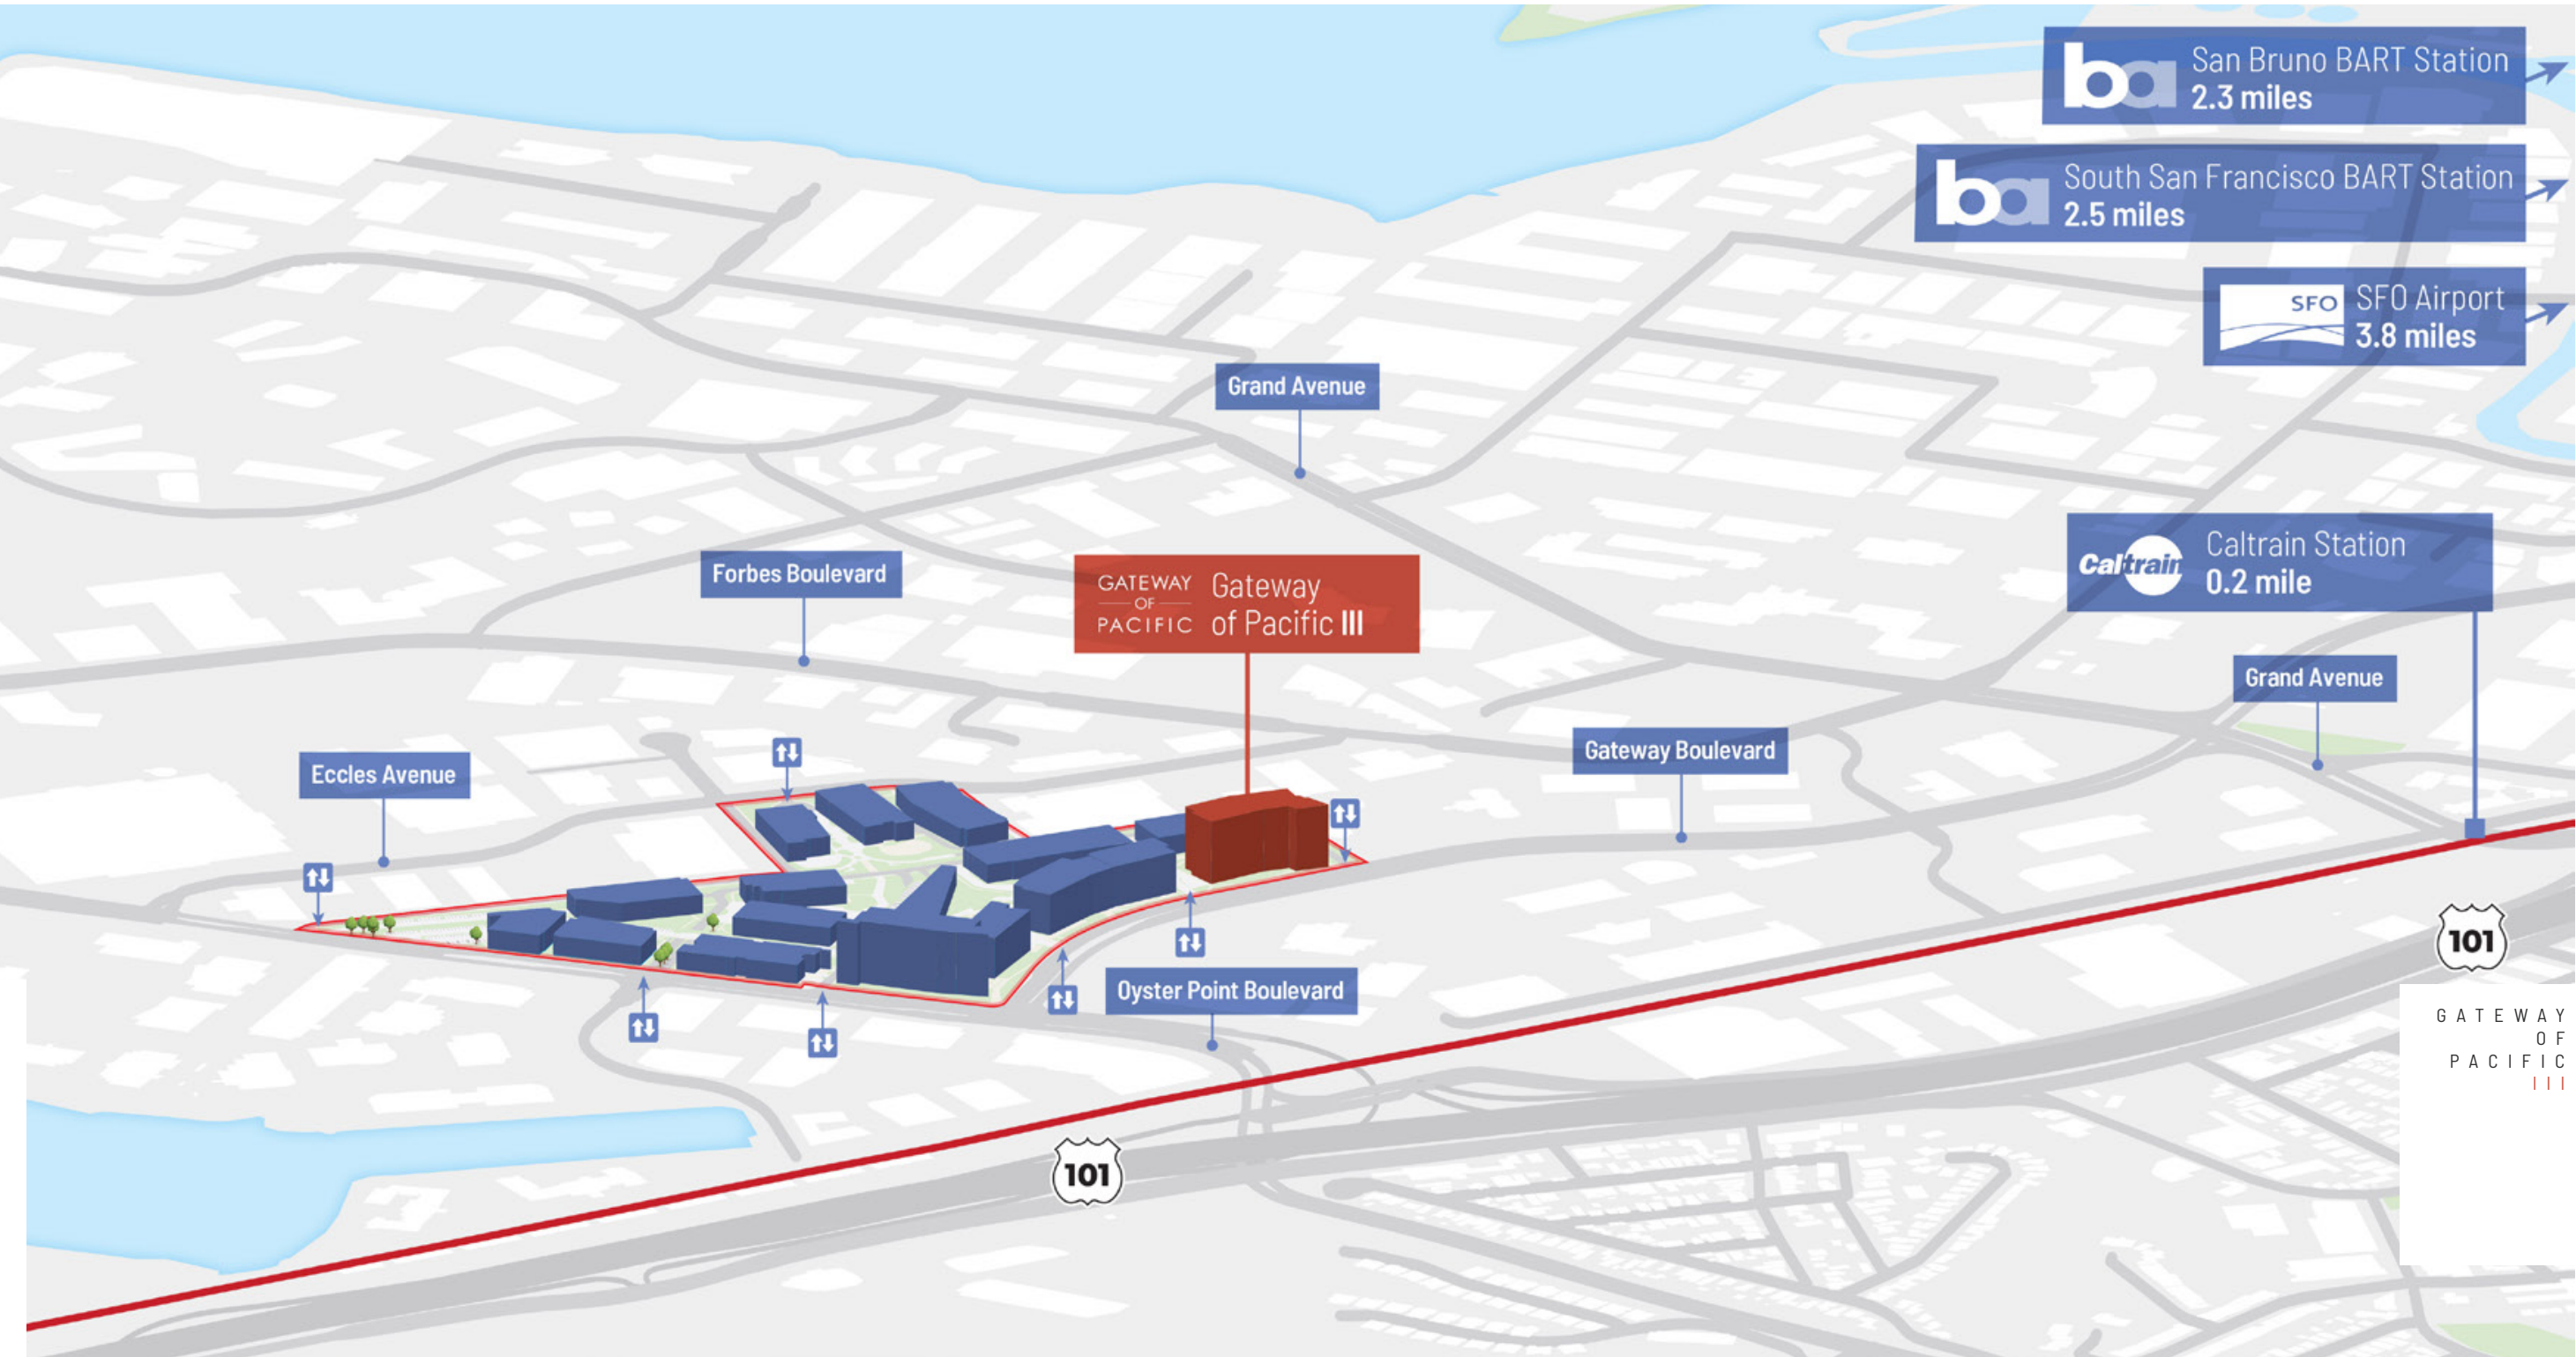 ba San Bruno BART Station
2.3 miles
ba South San Francisco BART Station
2.5 miles
SFO SFO Airport
3.8 miles
Grand Avenue
Caltrain Caltrain Station
0.2 mile
Forbes Boulevard
GATEWAY
OF
PACIFIC
Gateway
of Pacific III
Grand Avenue
Gateway Boulevard
Eccles Avenue
Oyster Point Boulevard
101
101
GATEWAY
OF
PACIFIC
III